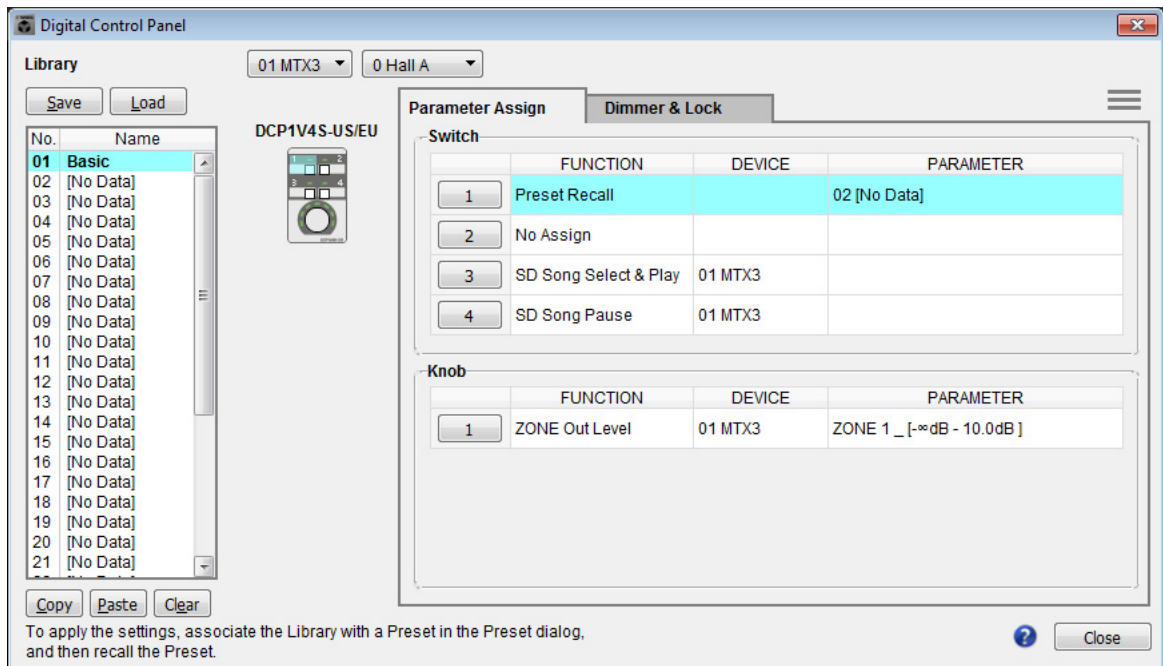 Digital Control Panel
Library
01 MTX3
0 Hall A
Save
Load
No. Name
01 Basic
02 [No Data]
03 [No Data]
04 [No Data]
05 [No Data]
06 [No Data]
07 [No Data]
08 [No Data]
09 [No Data]
10 [No Data]
11 [No Data]
12 [No Data]
13 [No Data]
14 [No Data]
15 [No Data]
16 [No Data]
17 [No Data]
18 [No Data]
19 [No Data]
20 [No Data]
21 [No Data]
Copy
Paste
Clear
DCP1V4S-US/EU
1 2
3 4
Parameter Assign
Dimmer & Lock
Switch
FUNCTION DEVICE PARAMETER
1 Preset Recall 02 [No Data]
2 No Assign
3 SD Song Select & Play 01 MTX3
4 SD Song Pause 01 MTX3
Knob
FUNCTION DEVICE PARAMETER
1 ZONE Out Level 01 MTX3 ZONE 1 _ [-∞dB - 10.0dB ]
To apply the settings, associate the Library with a Preset in the Preset dialog,
and then recall the Preset.
?
Close